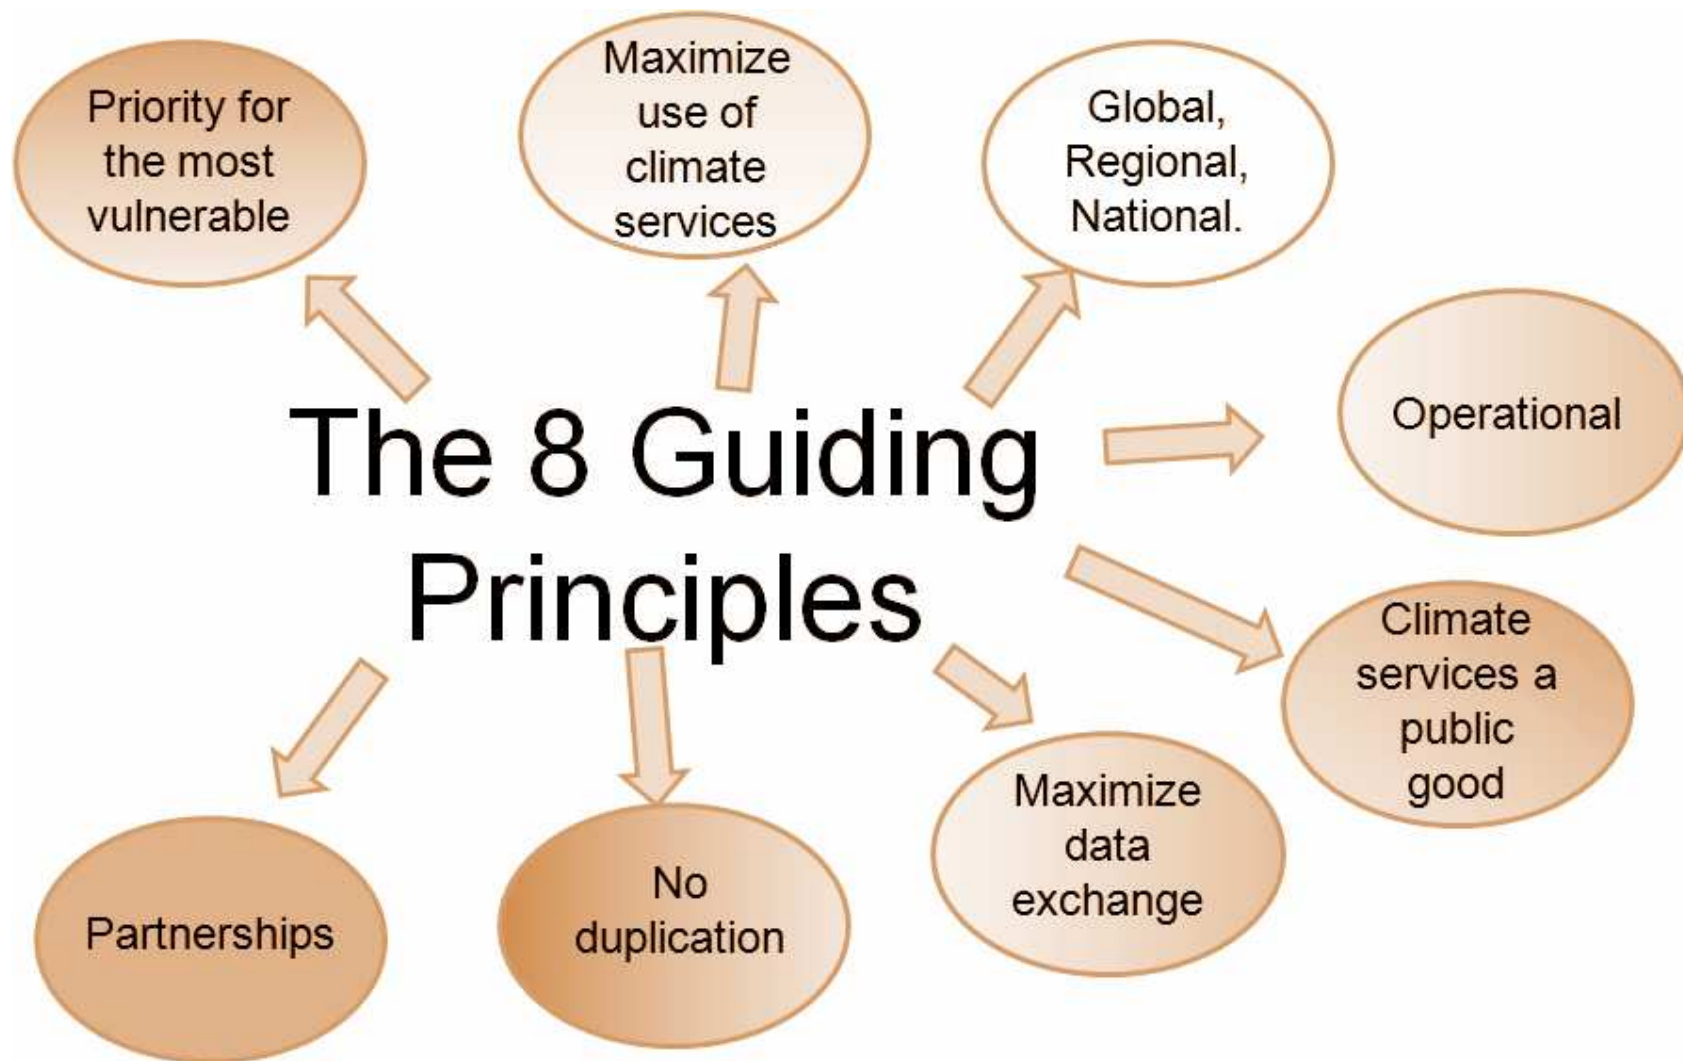 Priority for
the most
vulnerable
Maximize
use of
climate
services
Global,
Regional,
National.
The 8 Guiding
Principles
Operational
Climate
services a
public
good
Maximize
data
exchange
No
duplication
Partnerships